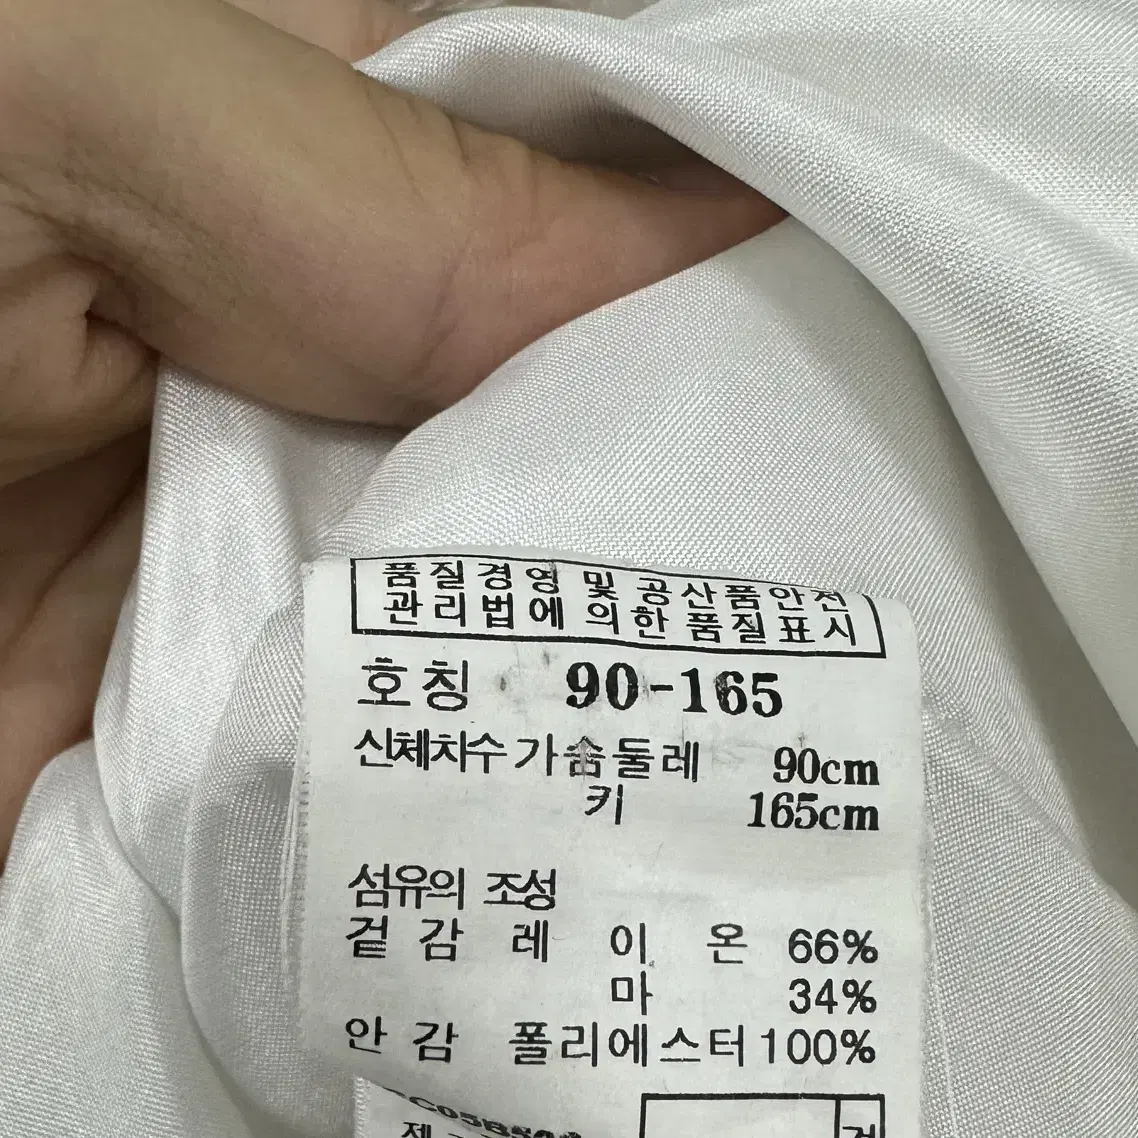 품질경영 및 공산품안전
관리법에 의한 품질표시
호칭 90-165
신체치수 가슴둘레 90cm
키 165cm
섬유의 조성
겉감 레이온 66%
마 34%
안감 폴리에스터 100%